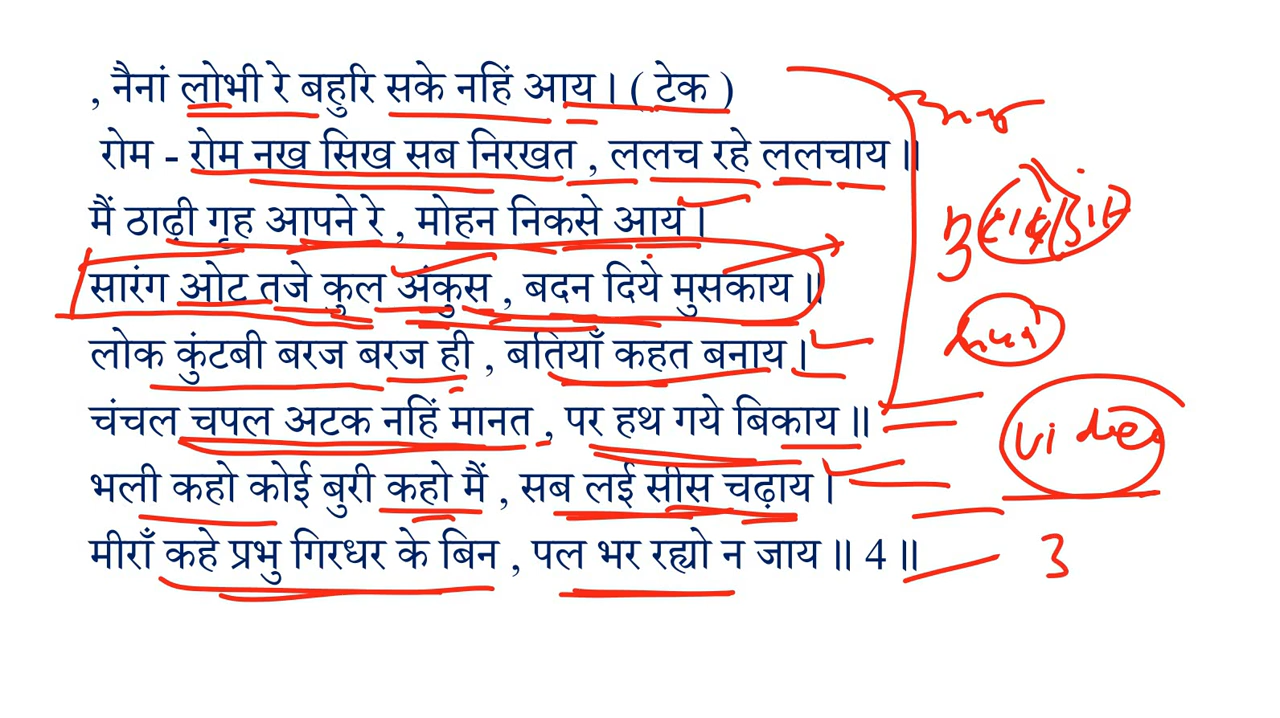 , नैनां लोभी रे बहुरि सके नहिं आय । ( टेक )
रोम - रोम नख सिख सब निरखत , ललच रहे ललचाय ॥
मैं ठाढ़ी गृह आपने रे , मोहन निकसे आय ।
सारंग ओट तजे कुल अंकुस , बदन दिये मुसकाय ॥
लोक कुंटबी बरज बरज ही , बतियाँ कहत बनाय ।
चंचल चपल अटक नहिं मानत , पर हथ गये बिकाय ॥
भली कहो कोई बुरी कहो मैं , सब लई सीस चढ़ाय ।
मीराँ कहे प्रभु गिरधर के बिन , पल भर रह्यो न जाय ॥ 4 ॥
3